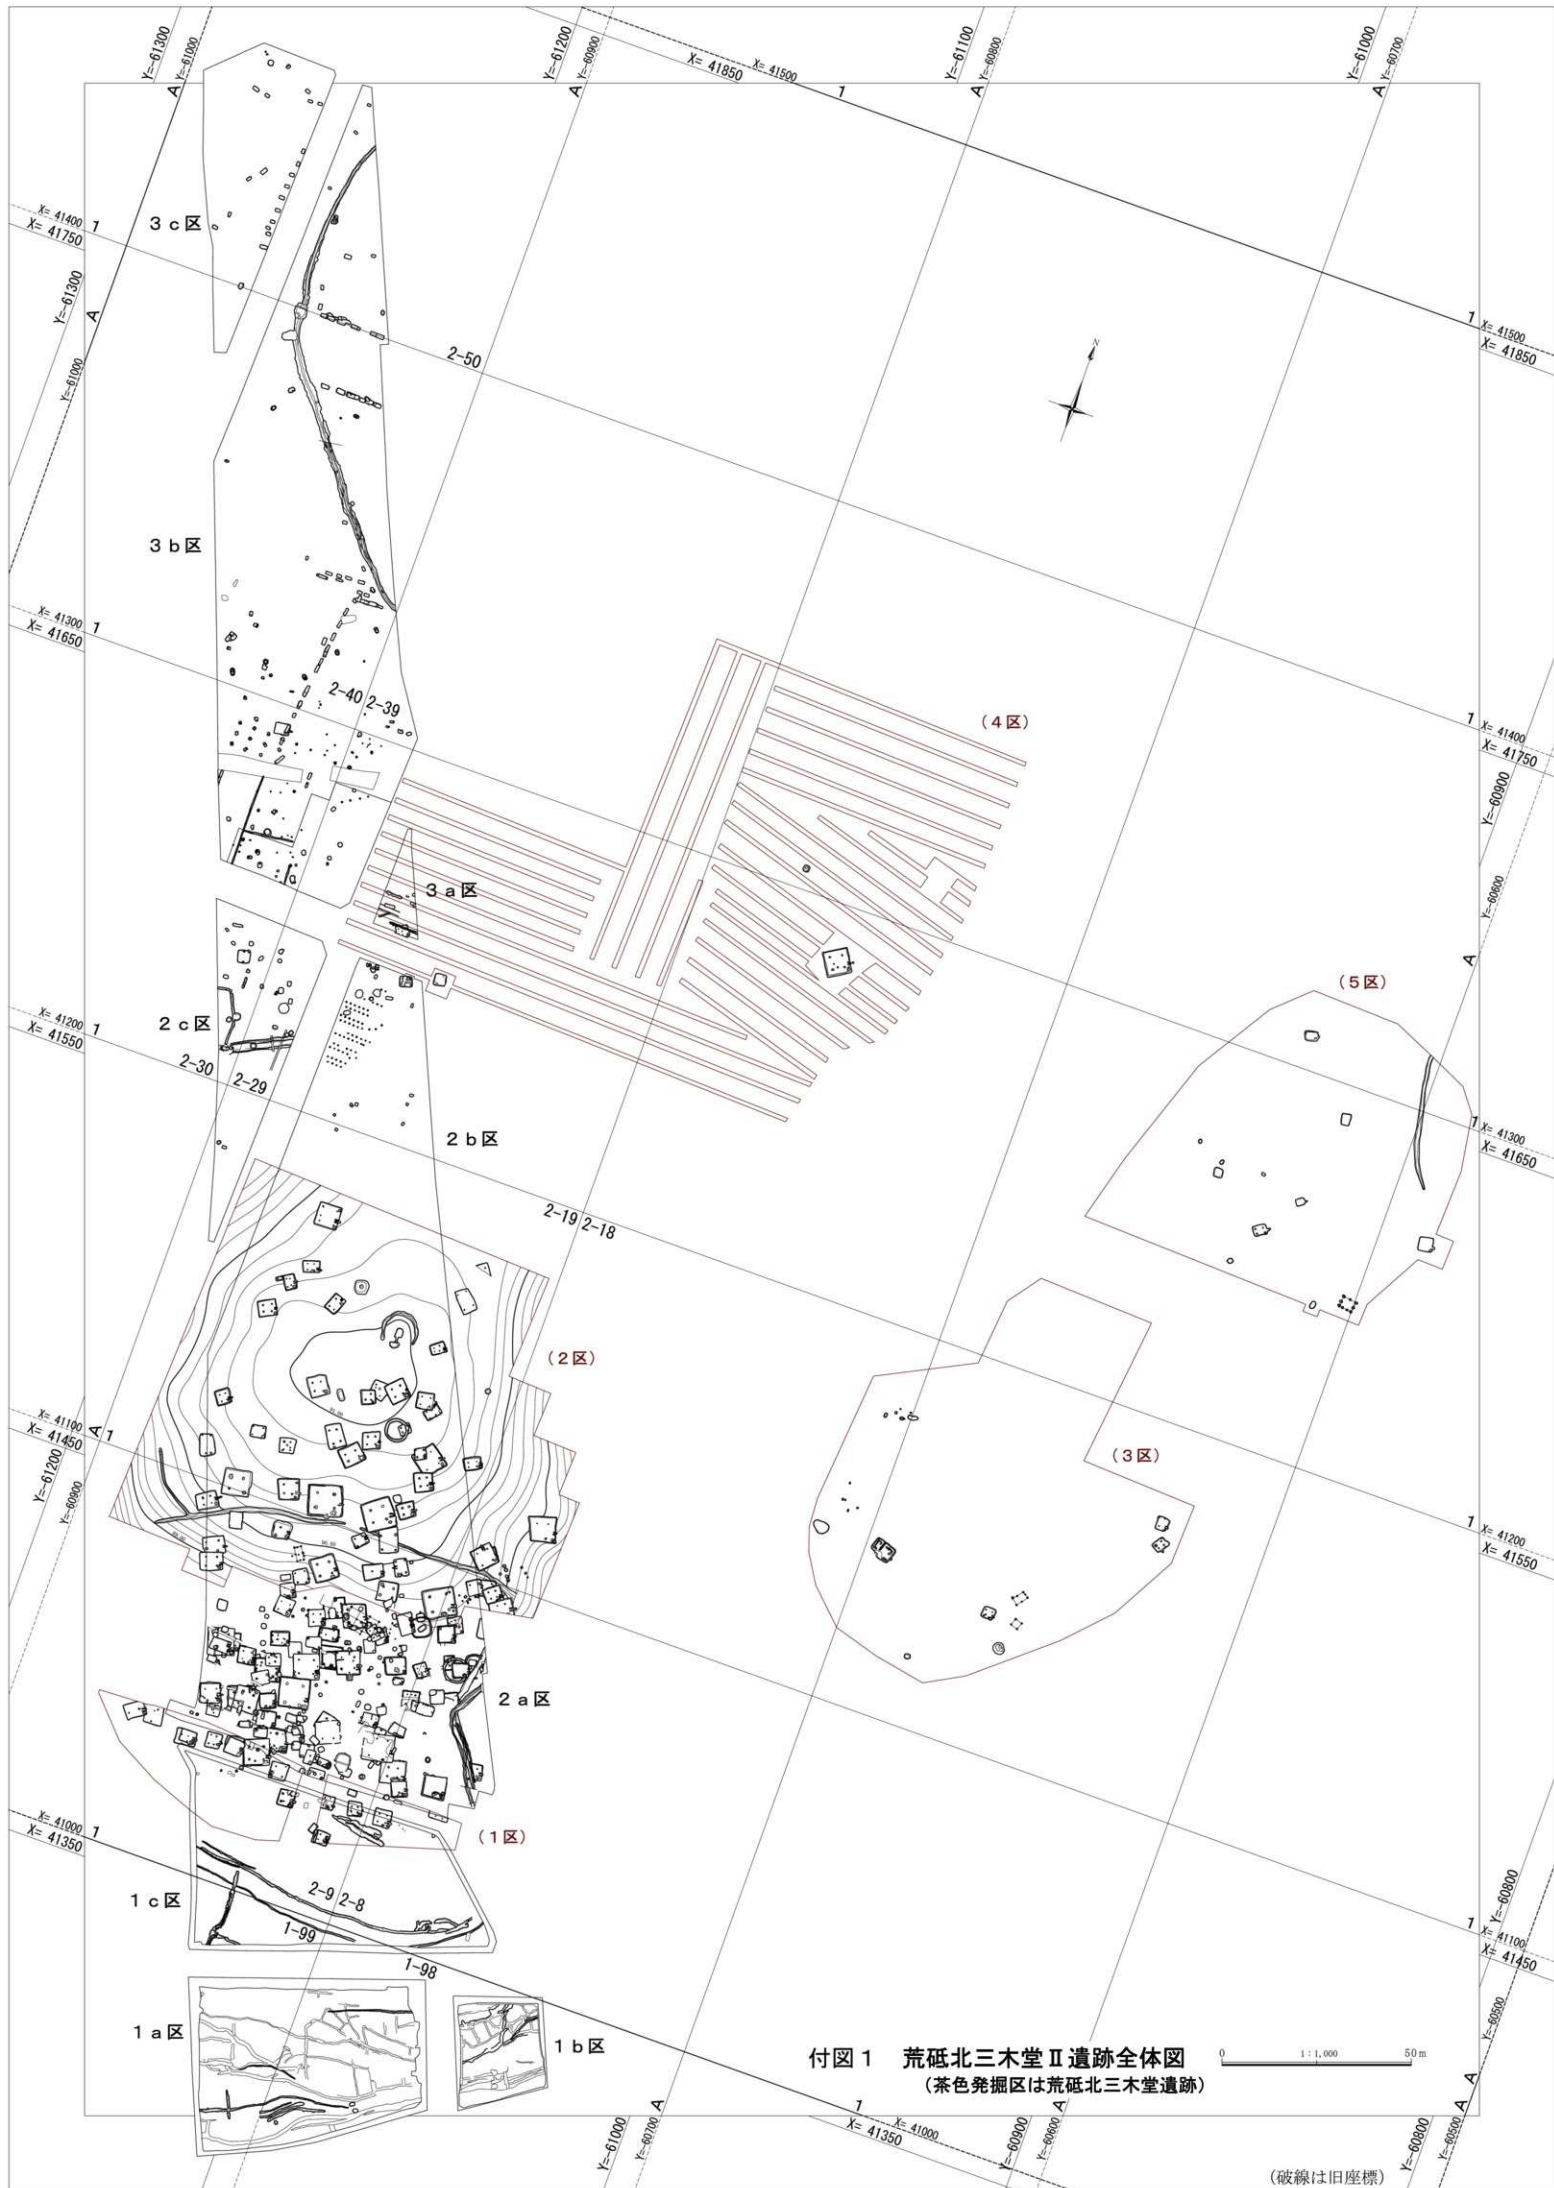 Y=-61300
Y=-61000
Y=-61200
Y=-60900
X= 41850
X= 41500
Y=-61100
Y=-60800
Y=-61000
Y=-60700
A
1
A
A
A
3c区
X= 41400
X= 41750
1
Y=-61300
A
Y=-61000
1
X= 41500
X= 41850
2-50
N
3b区
X= 41300
X= 41650
1
2-40 2-39
(4区)
1
X= 41400
X= 41750
Y=-60900
3a区
Y=-60600
A
(5区)
2c区
X= 41200
X= 41550
1
2-30 2-29
2b区
1
X= 41300
X= 41650
2-19 2-18
(2区)
X= 41100
X= 41450
A
1
Y=-61200
Y=-60900
(3区)
1
X= 41200
X= 41550
2a区
X= 41000
X= 41350
1
(1区)
1c区
2-9 2-8
1-99
1-98
Y=-60800
1
X= 41100
X= 41450
Y=-60500
1a区
1b区
付図1 荒砥北三木堂Ⅱ遺跡全体図
(茶色発掘区は荒砥北三木堂遺跡)
0 1:1,000 50m
A
A
1
A
A
A
Y=-61000
Y=-60700
X= 41350
X= 41000
Y=-60900
Y=-60600
Y=-60800
Y=-60500
(破線は旧座標)